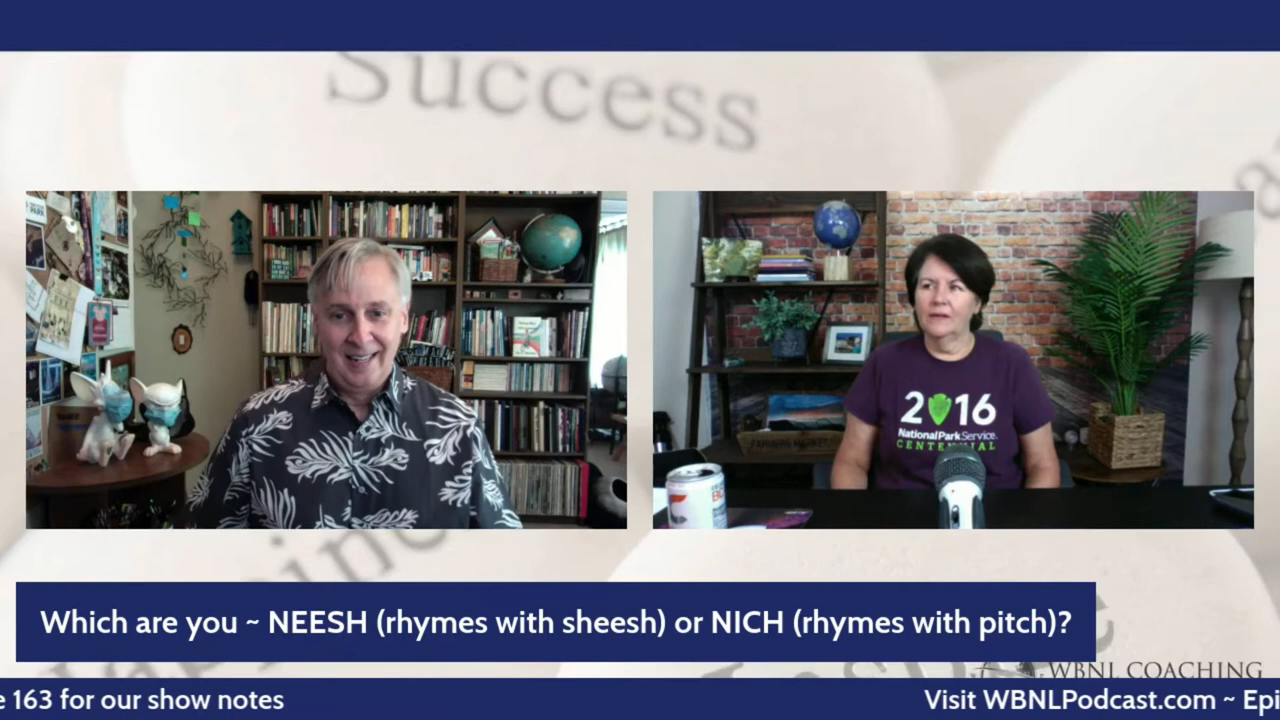 Success
2016
National Park Service
CENTENNIAL
Which are you ~ NEESH (rhymes with sheesh) or NICH (rhymes with pitch)?
WBNL COACHING
e 163 for our show notes
Visit WBNLPodcast.com ~ Epi